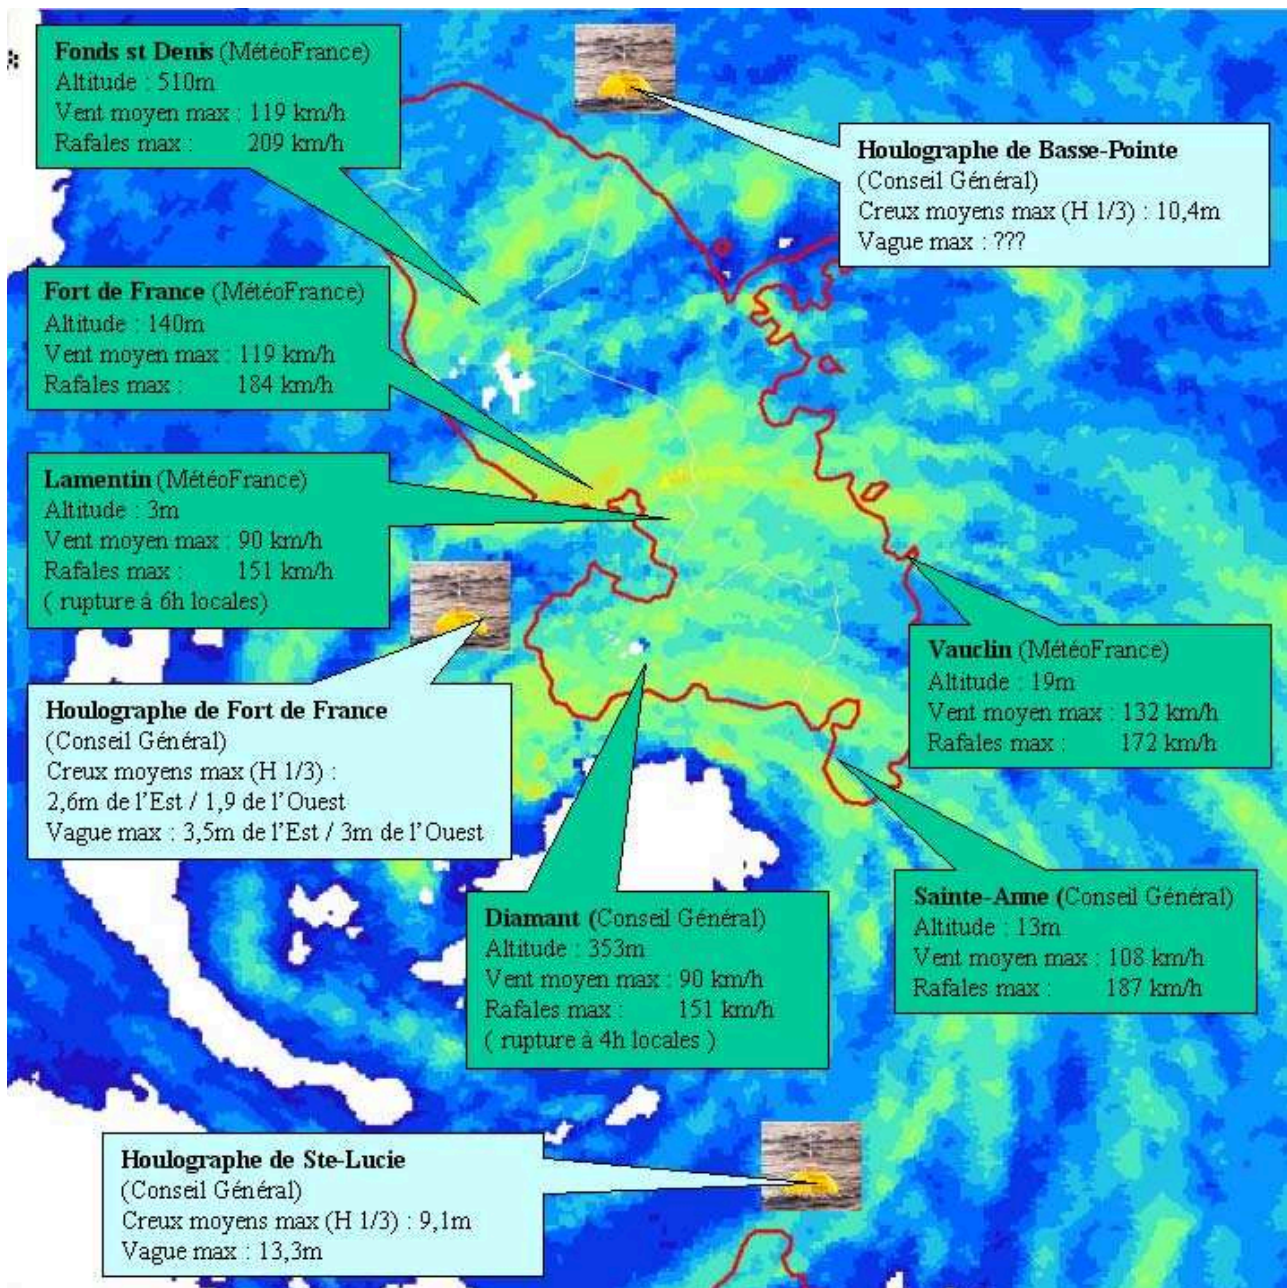 Fonds st Denis (MétéoFrance)
Altitude : 510m
Vent moyen max : 119 km/h
Rafales max : 209 km/h
Houlographe de Basse-Pointe
(Conseil Général)
Creux moyens max (H 1/3) : 10,4m
Vague max : ???
Fort de France (MétéoFrance)
Altitude : 140m
Vent moyen max : 119 km/h
Rafales max : 184 km/h
Lamentin (MétéoFrance)
Altitude : 3m
Vent moyen max : 90 km/h
Rafales max : 151 km/h
( rupture à 6h locales)
Vauclin (MétéoFrance)
Altitude : 19m
Vent moyen max : 132 km/h
Rafales max : 172 km/h
Houlographe de Fort de France
(Conseil Général)
Creux moyens max (H 1/3) :
2,6m de l'Est / 1,9 de l'Ouest
Vague max : 3,5m de l'Est / 3m de l'Ouest
Diamant (Conseil Général)
Altitude : 353m
Vent moyen max : 90 km/h
Rafales max : 151 km/h
( rupture à 4h locales )
Sainte-Anne (Conseil Général)
Altitude : 13m
Vent moyen max : 108 km/h
Rafales max : 187 km/h
Houlographe de Ste-Lucie
(Conseil Général)
Creux moyens max (H 1/3) : 9,1m
Vague max : 13,3m